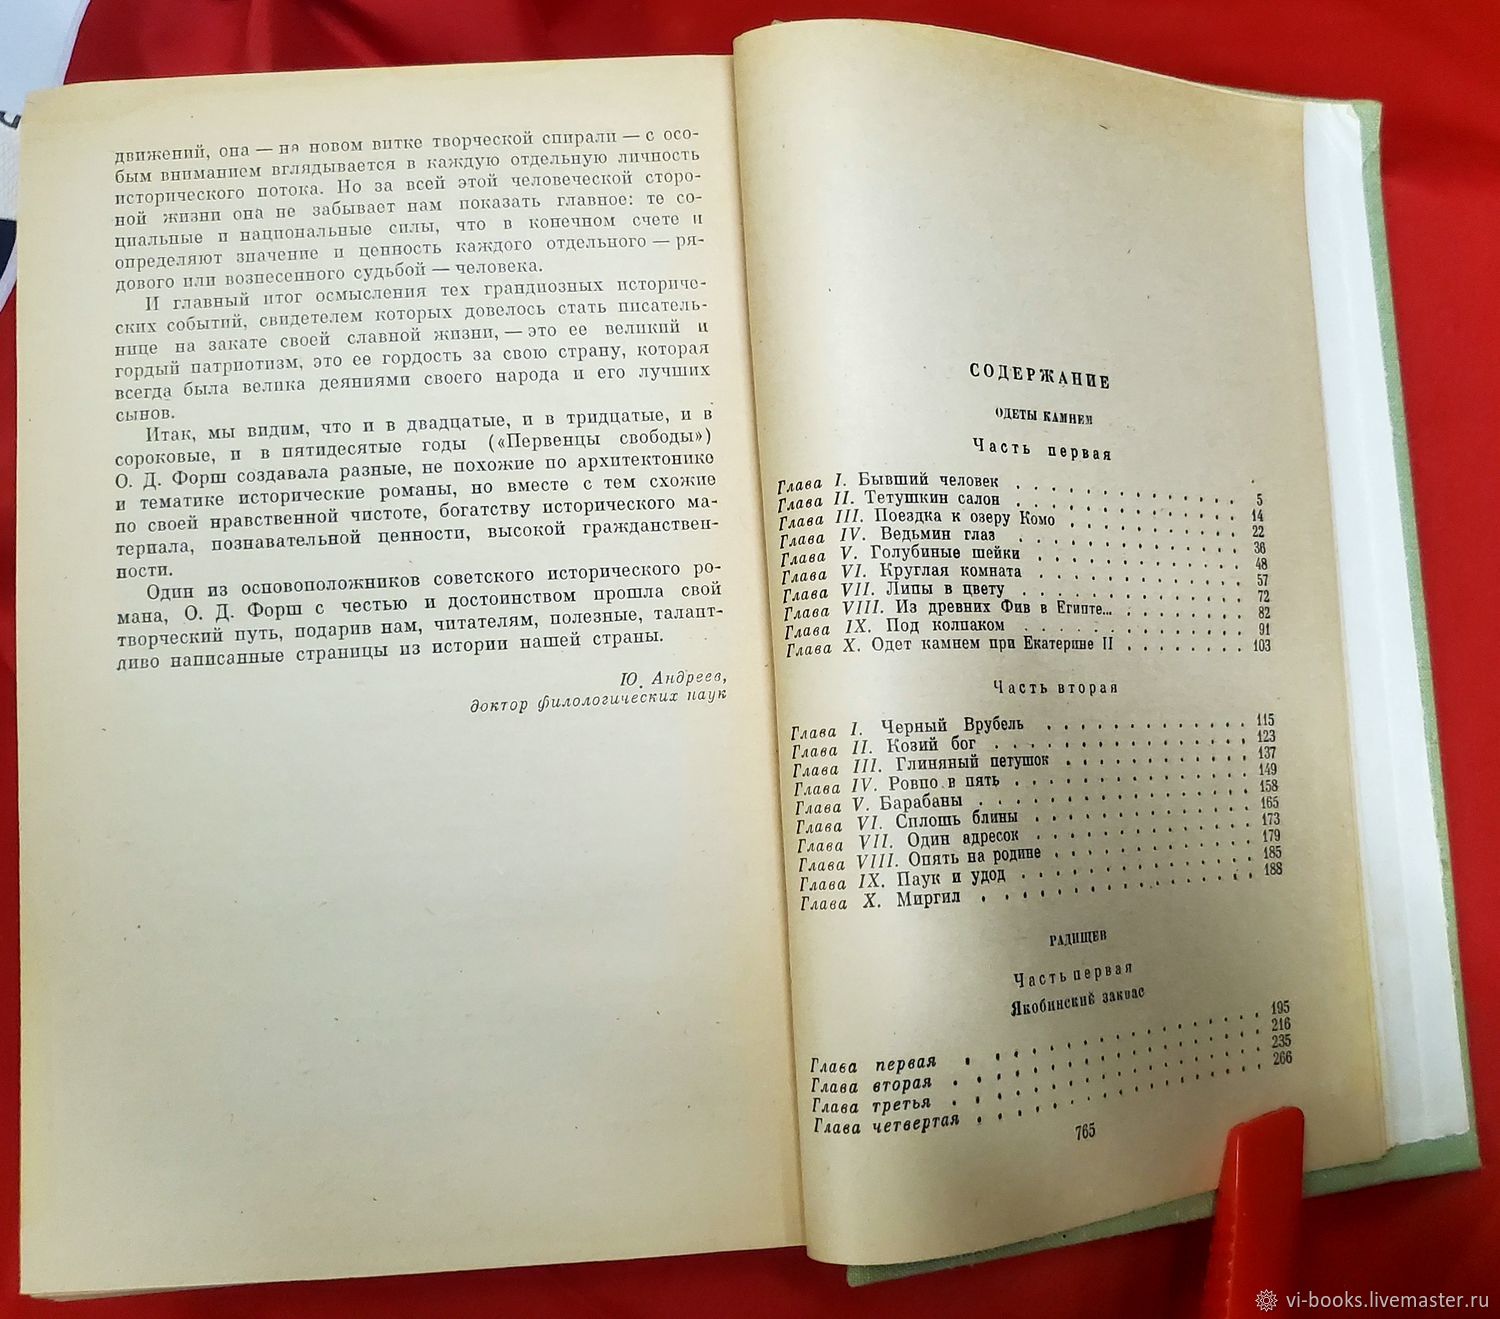 движений, она — на новом витке творческой спирали — с осо-
бым вниманием вглядывается в каждую отдельную личность
исторического потока. Но за всей этой человеческой сторо-
ной жизни она не забывает нам показать главное: те со-
циальные и национальные силы, что в конечном счете и
определяют значение и ценность каждого отдельного — ря-
дового или вознесенного судьбой — человека.
И главный итог осмысления тех грандиозных историче-
ских событий, свидетелем которых довелось стать писатель-
нице на закате своей славной жизни, — это ее великий и
гордый патриотизм, это ее гордость за свою страну, которая
всегда была велика деяниями своего народа и его лучших
сынов.
Итак, мы видим, что и в двадцатые, и в тридцатые, и в
сороковые, и в пятидесятые годы («Первенцы свободы»)
О. Д. Форш создавала разные, не похожие по архитектонике
и тематике исторические романы, но вместе с тем схожие
по своей нравственной чистоте, богатству исторического ма-
териала, познавательной ценности, высокой гражданствен-
ности.
Один из основоположников советского исторического ро-
мана, О. Д. Форш с честью и достоинством прошла свой
творческий путь, подарив нам, читателям, полезные, талант-
ливо написанные страницы из истории нашей страны.
Ю. Андреев,
доктор филологических наук
СОДЕРЖАНИЕ
ОДЕТЫ КАМНЕМ
Часть первая
Глава I. Бывший человек . . . . . . . . . . 5
Глава II. Тетушкин салон . . . . . . . . . . 14
Глава III. Поездка к озеру Комо . . . . . . . . 22
Глава IV. Ведьмин глаз . . . . . . . . . . 36
Глава V. Голубиные шейки . . . . . . . . . . 48
Глава VI. Круглая комната . . . . . . . . . . 57
Глава VII. Липы в цвету . . . . . . . . . . 72
Глава VIII. Из древних Фив в Египте... . . . . . . . 82
Глава IX. Под колпаком . . . . . . . . . . 91
Глава X. Одет камнем при Екатерине II . . . . . . . 103
Часть вторая
Глава I. Черный Врубель . . . . . . . . . . 115
Глава II. Козий бог . . . . . . . . . . 123
Глава III. Глиняный петушок . . . . . . . . . 137
Глава IV. Ровно в пять . . . . . . . . . . 149
Глава V. Барабаны . . . . . . . . . . 158
Глава VI. Сплошь блины . . . . . . . . . . 165
Глава VII. Один адресок . . . . . . . . . . 173
Глава VIII. Опять на родине . . . . . . . . . 179
Глава IX. Паук и удод . . . . . . . . . . 185
Глава X. Миргил . . . . . . . . . . 188
РАДИЩЕВ
Часть первая
Якобинский заквас
Глава первая . . . . . . . . . . 195
Глава вторая . . . . . . . . . . 216
Глава третья . . . . . . . . . . 235
Глава четвертая . . . . . . . . . . 266
765
vi-books.livemaster.ru